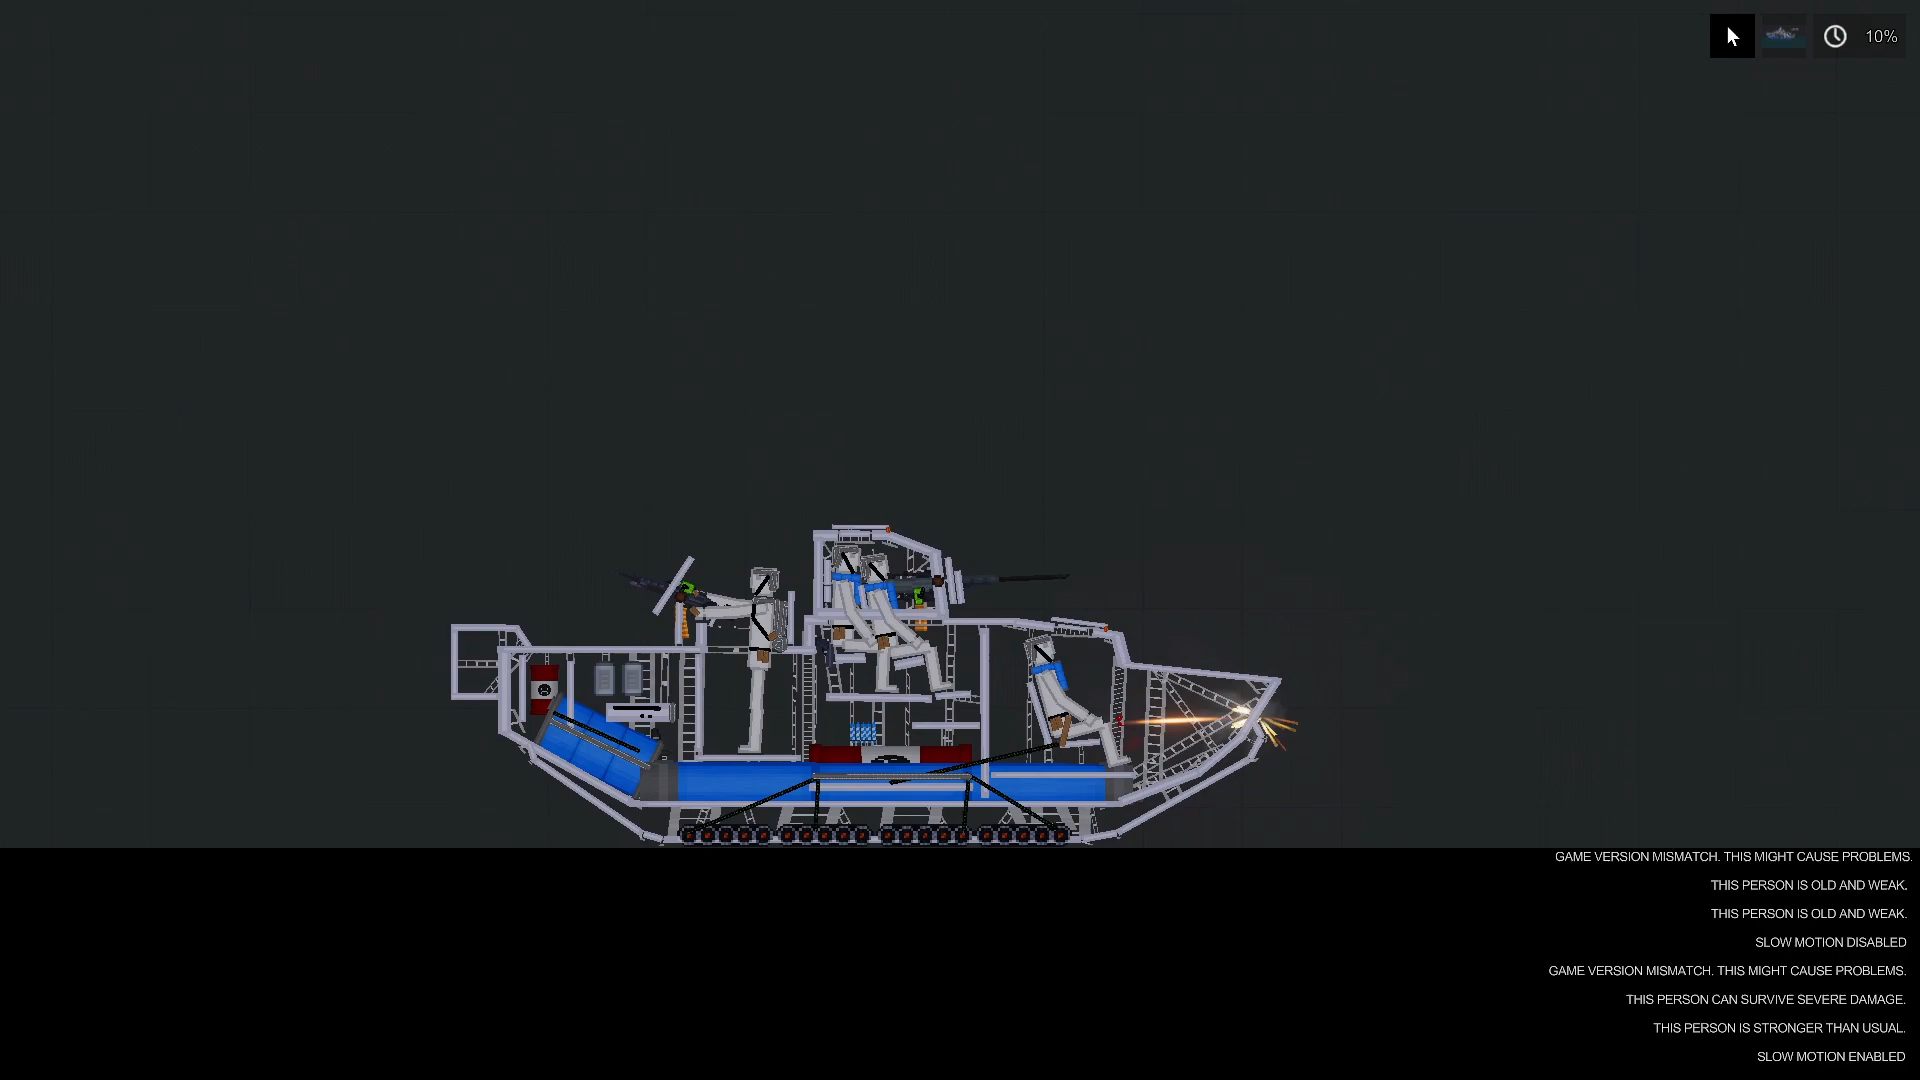 10%
GAME VERSION MISMATCH. THIS MIGHT CAUSE PROBLEMS.
THIS PERSON IS OLD AND WEAK.
THIS PERSON IS OLD AND WEAK.
SLOW MOTION DISABLED
GAME VERSION MISMATCH. THIS MIGHT CAUSE PROBLEMS.
THIS PERSON CAN SURVIVE SEVERE DAMAGE.
THIS PERSON IS STRONGER THAN USUAL.
SLOW MOTION ENABLED